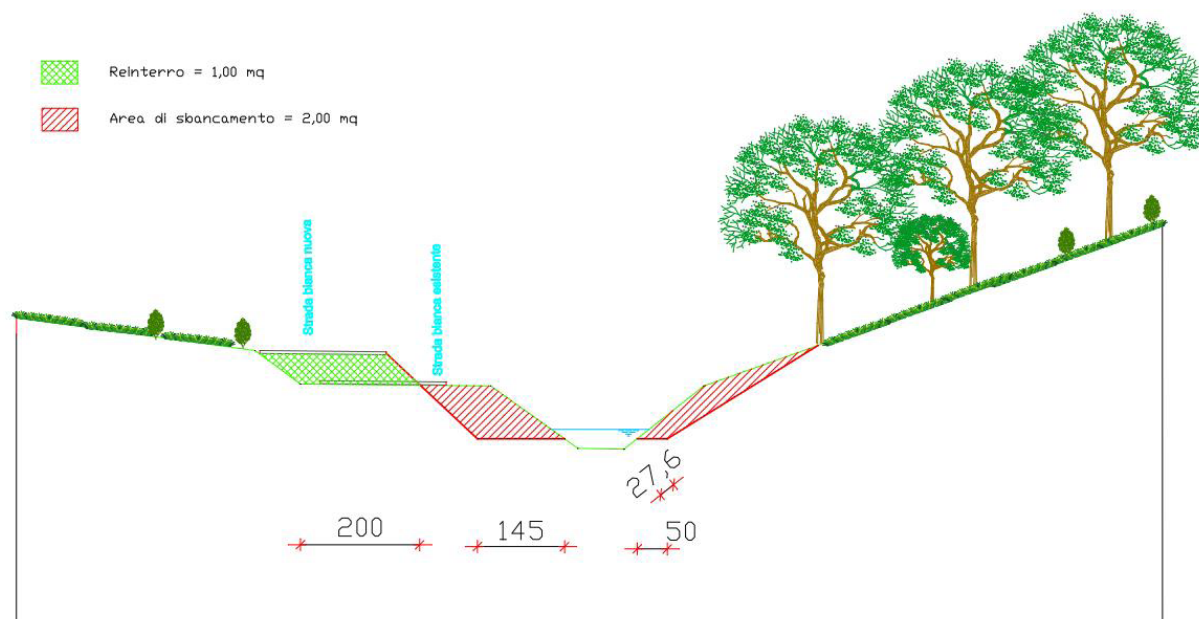 Reinterro = 1,00 mq
Area di sbancamento = 2,00 mq
Strada bianca nuova
Strada bianca esistente
27,6
200
145
50